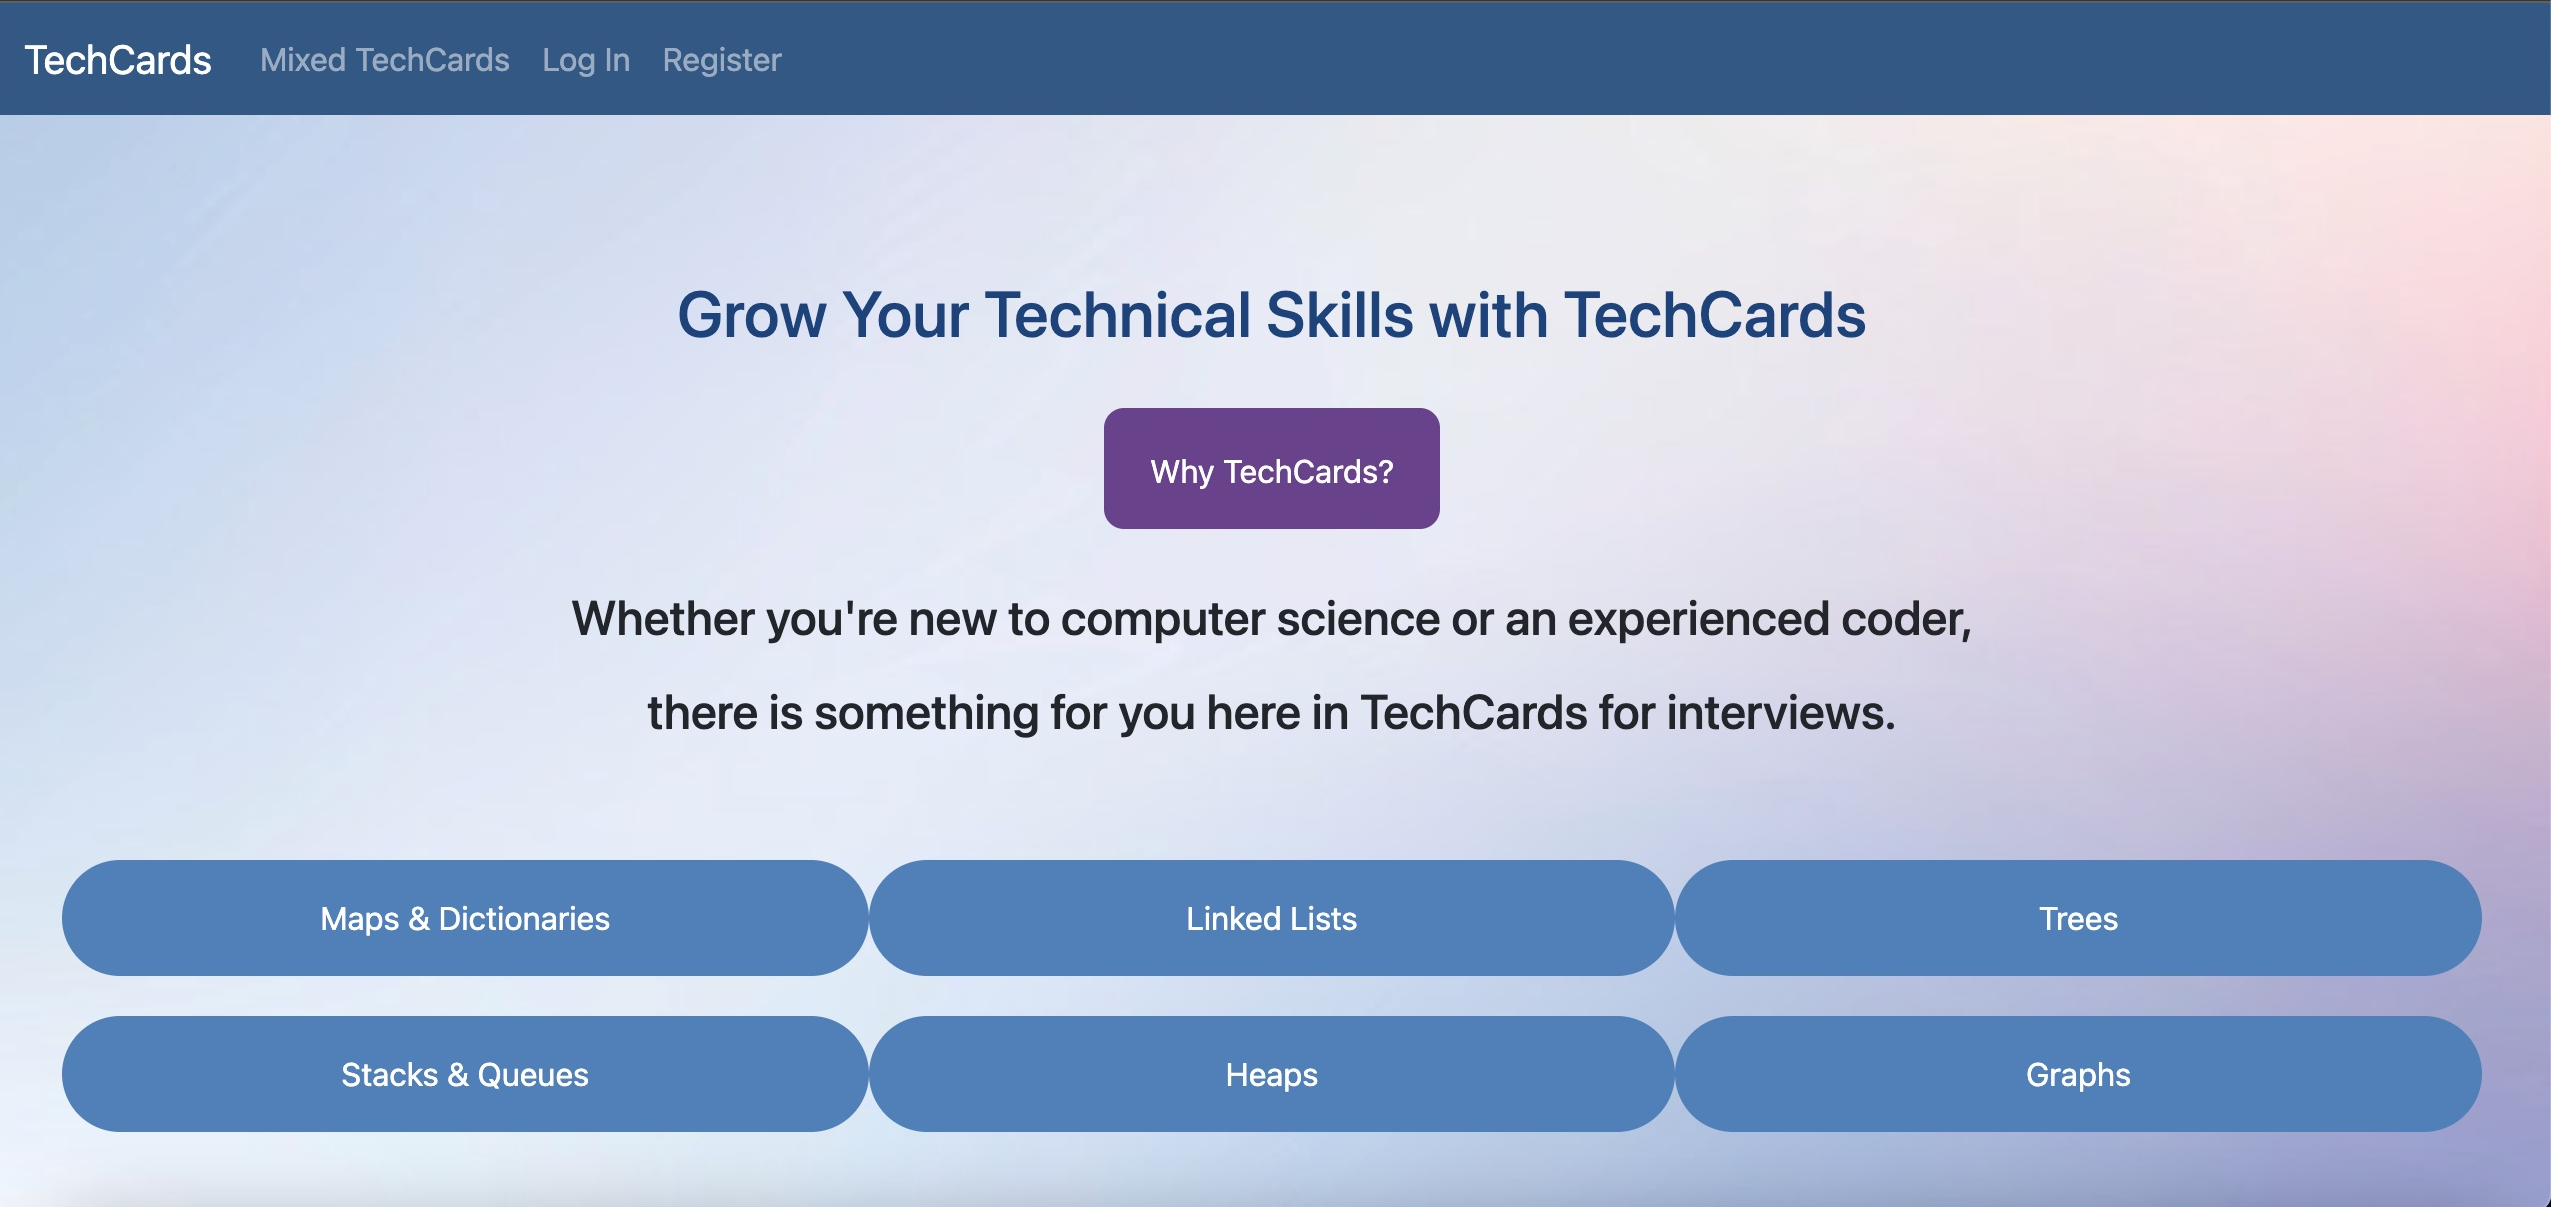 TechCards Mixed TechCards Log In Register
Grow Your Technical Skills with TechCards
Why TechCards?
Whether you're new to computer science or an experienced coder,
there is something for you here in TechCards for interviews.
Maps & Dictionaries Linked Lists Trees
Stacks & Queues Heaps Graphs